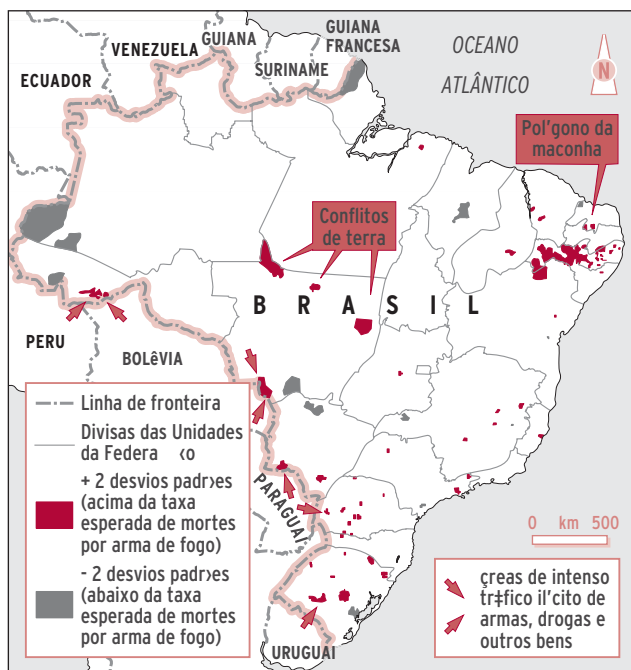 GUIANA
FRANCESA
GUIANA
VENEZUELA
SURINAME
ECUADOR
OCEANO
ATLÂNTICO
N
Pol'gono da
maconha
Conflitos
de terra
BRASIL
PERU
BOLêVIA
PARAGUAÍ
URUGUAI
Linha de fronteira
Divisas das Unidades
da Federa ‹o
+ 2 desvios padr›es
(acima da taxa
esperada de mortes
por arma de fogo)
- 2 desvios padr›es
(abaixo da taxa
esperada de mortes
por arma de fogo)
0 km 500
çreas de intenso
tr‡fico il'cito de
armas, drogas e
outros bens